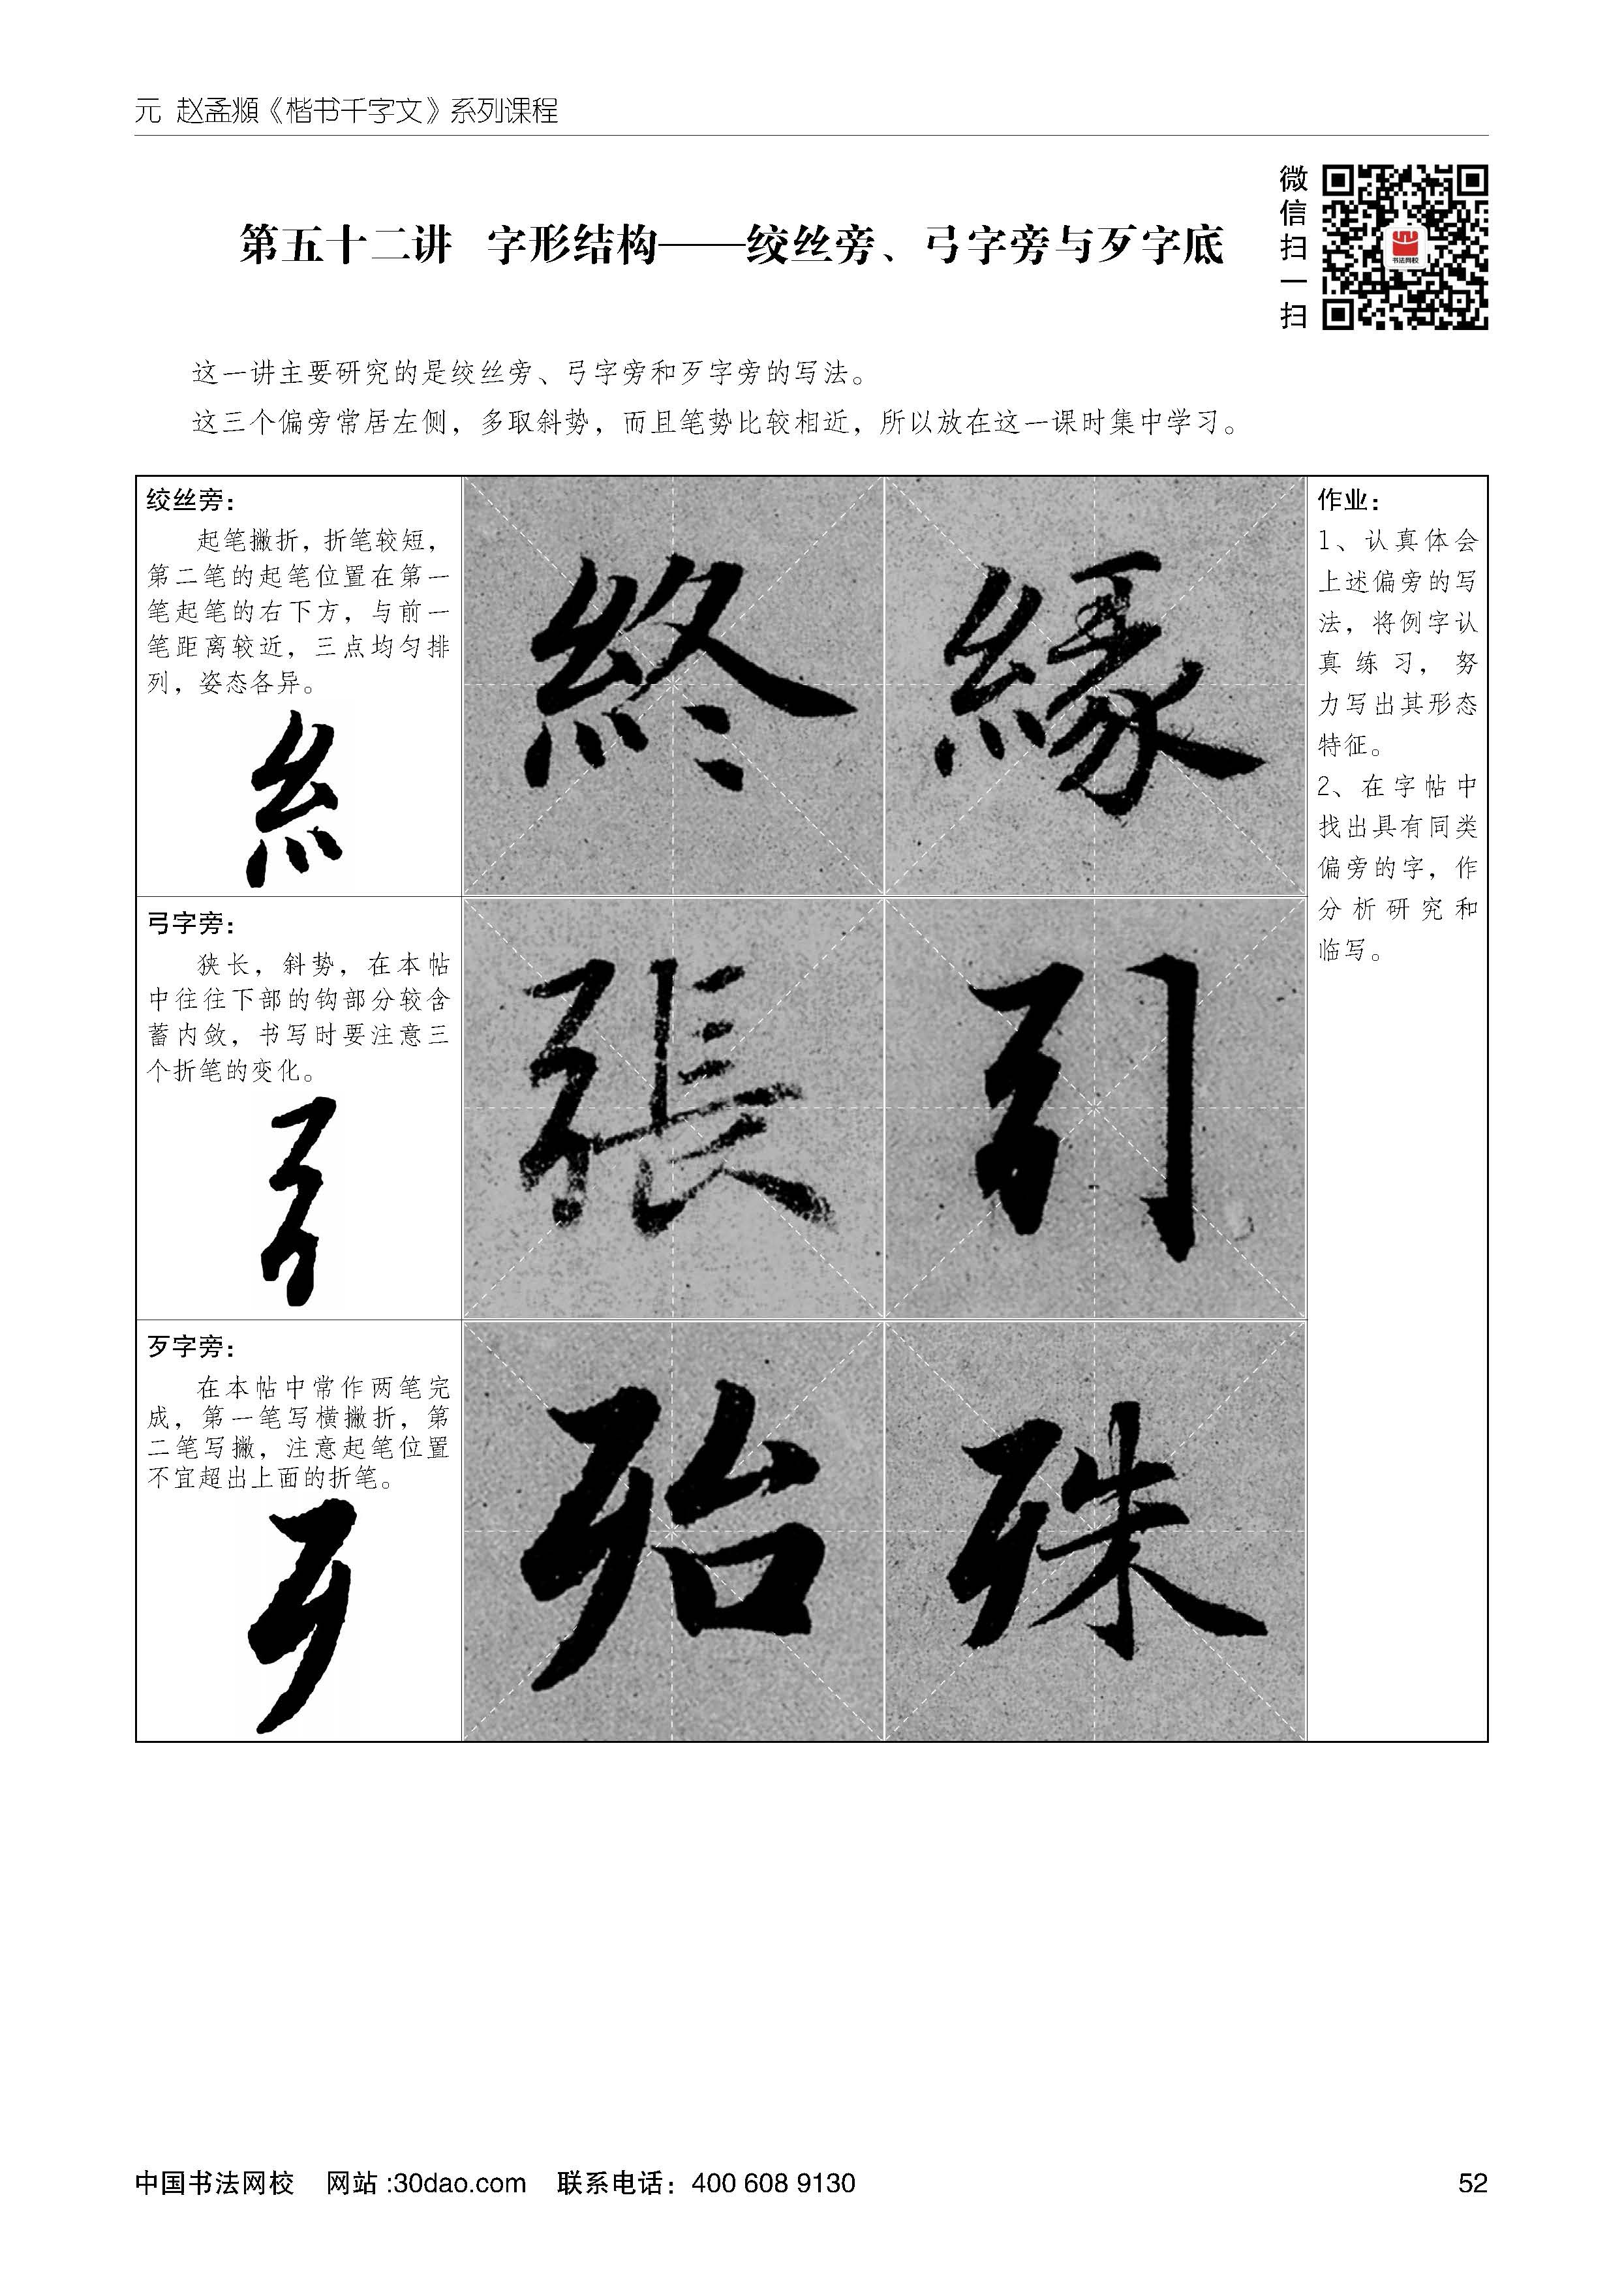 元 赵孟頫《楷书千字文》系列课程
微信扫一扫
书法网校
第五十二讲 字形结构——绞丝旁、弓字旁与歹字底
这一讲主要研究的是绞丝旁、弓字旁和歹字旁的写法。
这三个偏旁常居左侧，多取斜势，而且笔势比较相近，所以放在这一课时集中学习。
绞丝旁：
起笔撇折，折笔较短，
第二笔的起笔位置在第一
笔起笔的右下方，与前一
笔距离较近，三点均匀排
列，姿态各异。
糹
終 緣
弓字旁：
狭长，斜势，在本帖
中往往下部的钩部分较含
蓄内敛，书写时要注意三
个折笔的变化。
弓
張 引
歹字旁：
在本帖中常作两笔完
成，第一笔写横撇折，第
二笔写撇，注意起笔位置
不宜超出上面的折笔。
歹
殆 殊
作业：
1、认真体会
上述偏旁的写
法，将例字认
真练习，努
力写出其形态
特征。
2、在字帖中
找出具有同类
偏旁的字，作
分析研究和
临写。
中国书法网校 网站:30dao.com 联系电话：400 608 9130
52